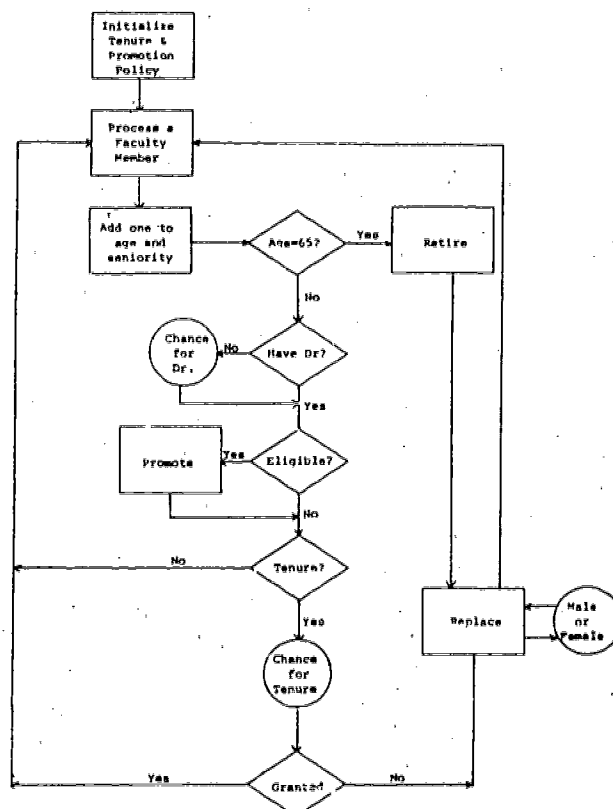 Initialize
Tenure &
Promotion
Policy
Process a
Faculty
Member
Add one to
age and
seniority
Age=65?
Yes
Retire
No
Chance
for
Dr.
No
Have Dr?
Yes
Promote
Yes
Eligible?
No
No
Tenure?
Yes
Replace
Male
or
Female
Chance
for
Tenure
Yes
Granted
No